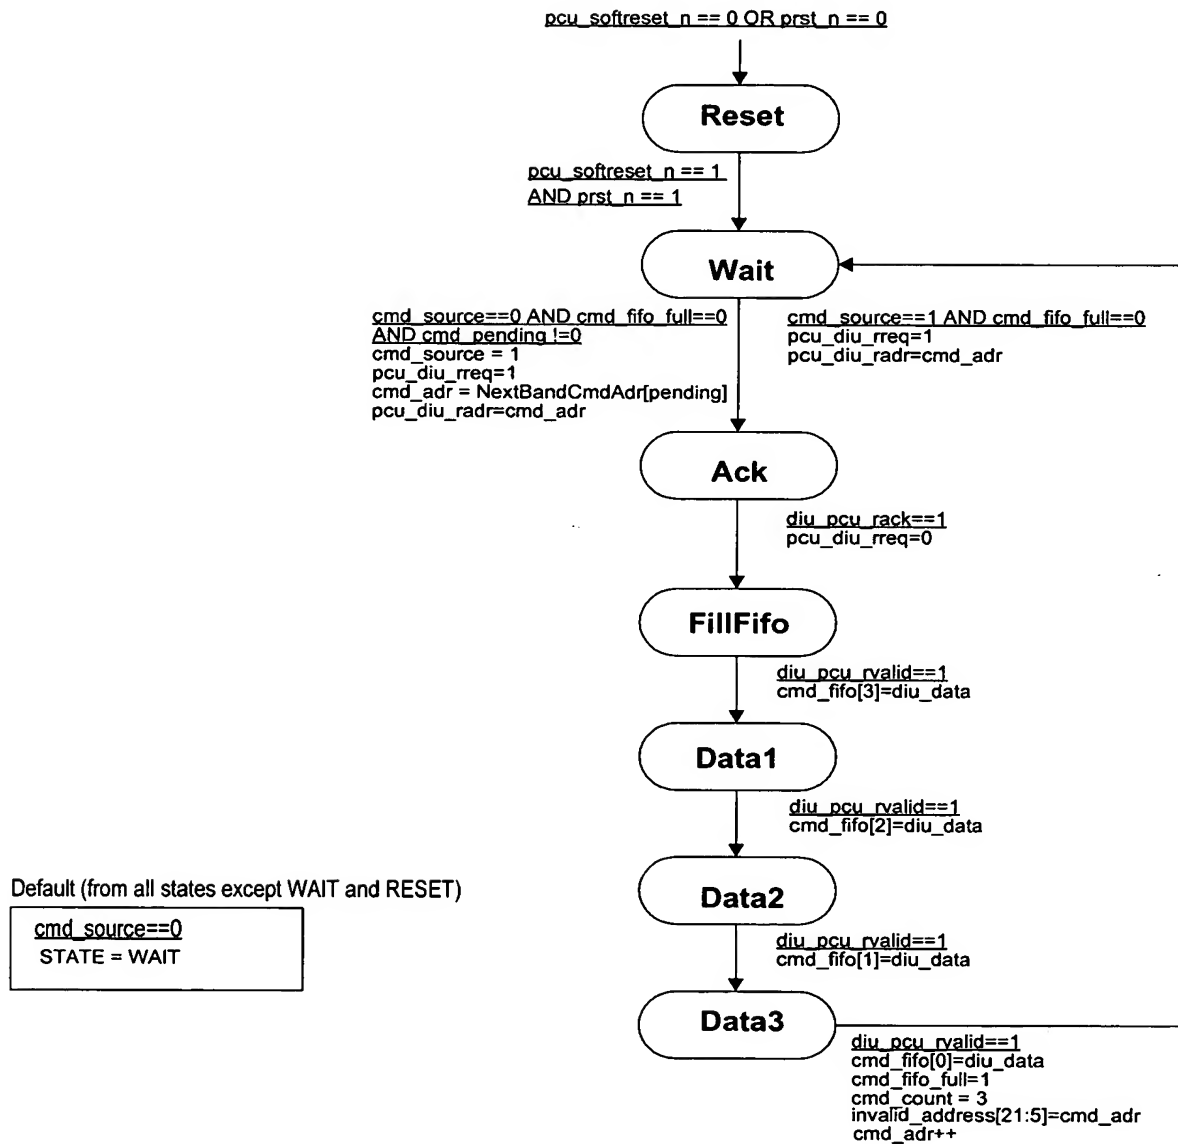 pcu_softreset_n == 0 OR prst_n == 0
Reset
pcu_softreset_n == 1
AND prst_n == 1
Wait
cmd_source==0 AND cmd_fifo_full==0
AND cmd_pending !=0
cmd_source = 1
pcu_diu_rreq=1
cmd_adr = NextBandCmdAdr[pending]
pcu_diu_radr=cmd_adr
cmd_source==1 AND cmd_fifo_full==0
pcu_diu_rreq=1
pcu_diu_radr=cmd_adr
Ack
diu_pcu_rack==1
pcu_diu_rreq=0
FillFifo
diu_pcu_rvalid==1
cmd_fifo[3]=diu_data
Data1
diu_pcu_rvalid==1
cmd_fifo[2]=diu_data
Data2
diu_pcu_rvalid==1
cmd_fifo[1]=diu_data
Data3
diu_pcu_rvalid==1
cmd_fifo[0]=diu_data
cmd_fifo_full=1
cmd_count = 3
invalid_address[21:5]=cmd_adr
cmd_adr++
Default (from all states except WAIT and RESET)
cmd_source==0
STATE = WAIT